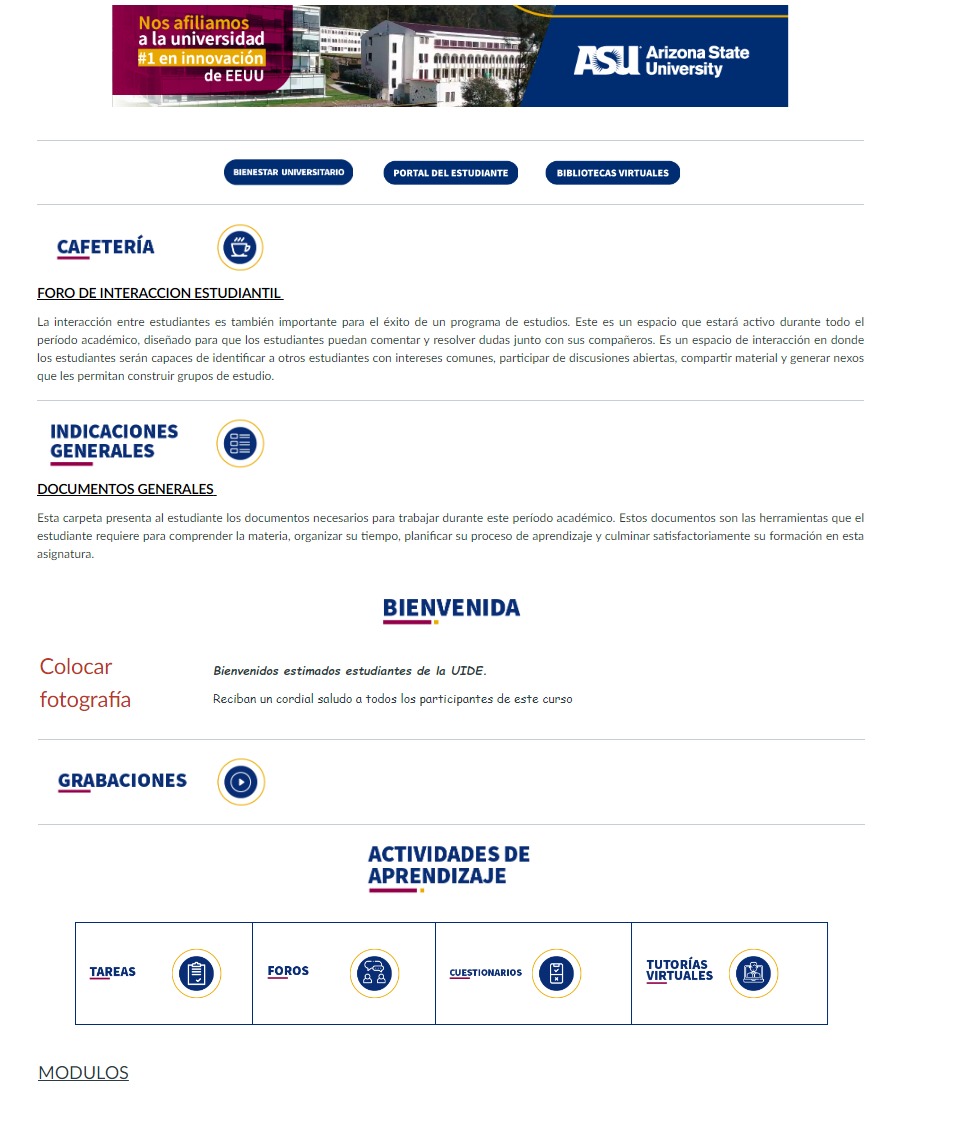 Nos afiliamos
a la universidad
#1 en innovación
de EEUU
ASU Arizona State
University
BIENESTAR UNIVERSITARIO
PORTAL DEL ESTUDIANTE
BIBLIOTECAS VIRTUALES
CAFETERÍA
FORO DE INTERACCION ESTUDIANTIL
La interacción entre estudiantes es también importante para el éxito de un programa de estudios. Este es un espacio que estará activo durante todo el
período académico, diseñado para que los estudiantes puedan comentar y resolver dudas junto con sus compañeros. Es un espacio de interacción en donde
los estudiantes serán capaces de identificar a otros estudiantes con intereses comunes, participar de discusiones abiertas, compartir material y generar nexos
que les permitan construir grupos de estudio.
INDICACIONES
GENERALES
DOCUMENTOS GENERALES
Esta carpeta presenta al estudiante los documentos necesarios para trabajar durante este período académico. Estos documentos son las herramientas que el
estudiante requiere para comprender la materia, organizar su tiempo, planificar su proceso de aprendizaje y culminar satisfactoriamente su formación en esta
asignatura.
BIENVENIDA
Colocar
fotografía
Bienvenidos estimados estudiantes de la UIDE.
Reciban un cordial saludo a todos los participantes de este curso
GRABACIONES
ACTIVIDADES DE
APRENDIZAJE
TAREAS
FOROS
CUESTIONARIOS
TUTORÍAS
VIRTUALES
MODULOS